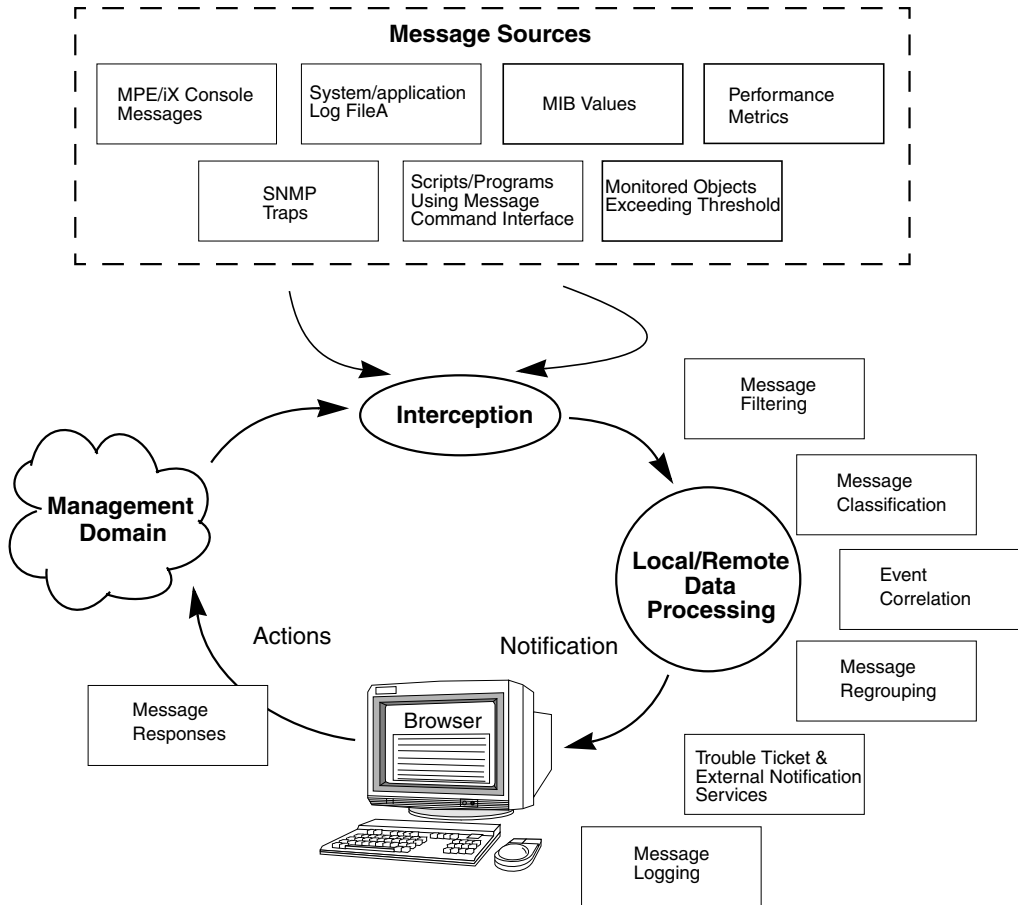 Message Sources
MPE/iX Console
Messages
System/application
Log FileA
MIB Values
Performance
Metrics
SNMP
Traps
Scripts/Programs
Using Message
Command Interface
Monitored Objects
Exceeding Threshold
Interception
Message
Filtering
Management
Domain
Message
Classification
Local/Remote
Data
Processing
Event
Correlation
Actions
Notification
Message
Regrouping
Message
Responses
Browser
Trouble Ticket &
External Notification
Services
Message
Logging